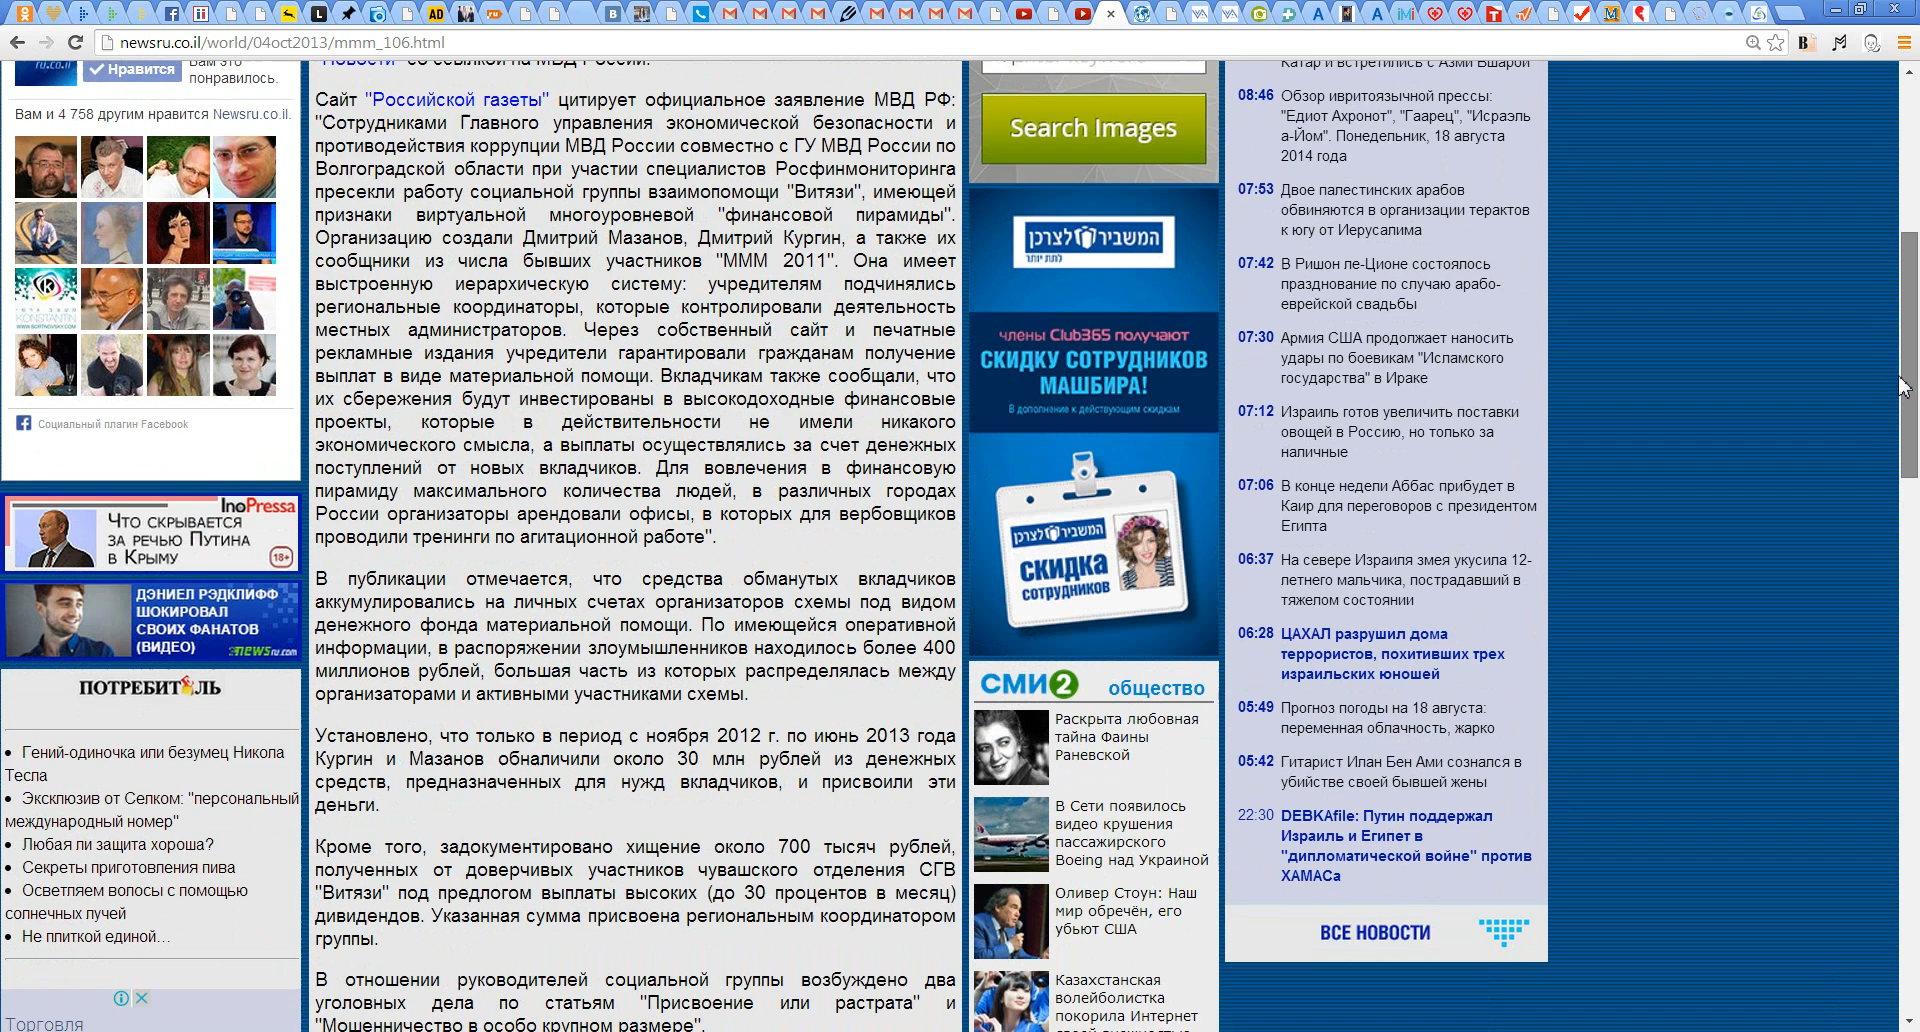 newsru.co.il/world/04oct2013/mmm_106.html
Нравится
понравилось.
Вам и 4 758 другим нравится Newsru.co.il.
Социальный плагин Facebook
InoPressa
Что скрывается
за речью Путина
в Крыму
18+
ДЭНИЕЛ РЭДКЛИФФ
ШОКИРОВАЛ
СВОИХ ФАНАТОВ
(ВИДЕО)
NEWSru.com
ПОТРЕБИТЕЛЬ
• Гений-одиночка или безумец Никола
Тесла
• Эксклюзив от Селком: "персональный
международный номер"
• Любая ли защита хороша?
• Секреты приготовления пива
• Осветляем волосы с помощью
солнечных лучей
• Не плиткой единой...
Торговля
"Новости" со ссылкой на МВД России.
Сайт "Российской газеты" цитирует официальное заявление МВД РФ:
"Сотрудниками Главного управления экономической безопасности и
противодействия коррупции МВД России совместно с ГУ МВД России по
Волгоградской области при участии специалистов Росфинмониторинга
пресекли работу социальной группы взаимопомощи "Витязи", имеющей
признаки виртуальной многоуровневой "финансовой пирамиды".
Организацию создали Дмитрий Мазанов, Дмитрий Кургин, а также их
сообщники из числа бывших участников "МММ 2011". Она имеет
выстроенную иерархическую систему: учредителям подчинялись
региональные координаторы, которые контролировали деятельность
местных администраторов. Через собственный сайт и печатные
рекламные издания учредители гарантировали гражданам получение
выплат в виде материальной помощи. Вкладчикам также сообщали, что
их сбережения будут инвестированы в высокодоходные финансовые
проекты, которые в действительности не имели никакого
экономического смысла, а выплаты осуществлялись за счет денежных
поступлений от новых вкладчиков. Для вовлечения в финансовую
пирамиду максимального количества людей, в различных городах
России организаторы арендовали офисы, в которых для вербовщиков
проводили тренинги по агитационной работе".
В публикации отмечается, что средства обманутых вкладчиков
аккумулировались на личных счетах организаторов схемы под видом
денежного фонда материальной помощи. По имеющейся оперативной
информации, в распоряжении злоумышленников находилось более 400
миллионов рублей, большая часть из которых распределялась между
организаторами и активными участниками схемы.
Установлено, что только в период с ноября 2012 г. по июнь 2013 года
Кургин и Мазанов обналичили около 30 млн рублей из денежных
средств, предназначенных для нужд вкладчиков, и присвоили эти
деньги.
Кроме того, задокументировано хищение около 700 тысяч рублей,
полученных от доверчивых участников чувашского отделения СГВ
"Витязи" под предлогом выплаты высоких (до 30 процентов в месяц)
дивидендов. Указанная сумма присвоена региональным координатором
группы.
В отношении руководителей социальной группы возбуждено два
уголовных дела по статьям "Присвоение или растрата" и
"Мошенничество в особо крупном размере".
Search Images
המשביר לצרכן
לתת יותר
члены Club365 получают
СКИДКУ СОТРУДНИКОВ
МАШБИРА!
В дополнение к действующим скидкам
המשביר לצרכן
СКИДКА
СОТРУДНИКОВ
СМИ2 общество
Раскрыта любовная
тайна Фаины
Раневской
В Сети появилось
видео крушения
пассажирского
Boeing над Украиной
Оливер Стоун: Наш
мир обречён, его
убьют США
Казахстанская
волейболистка
покорила Интернет
Катар и встретились с Азми Бшарой
08:46 Обзор ивритоязычной прессы:
"Едиот Ахронот", "Гаарец", "Исраэль
а-Йом". Понедельник, 18 августа
2014 года
07:53 Двое палестинских арабов
обвиняются в организации терактов
к югу от Иерусалима
07:42 В Ришон ле-Ционе состоялось
празднование по случаю арабо-
еврейской свадьбы
07:30 Армия США продолжает наносить
удары по боевикам "Исламского
государства" в Ираке
07:12 Израиль готов увеличить поставки
овощей в Россию, но только за
наличные
07:06 В конце недели Аббас прибудет в
Каир для переговоров с президентом
Египта
06:37 На севере Израиля змея укусила 12-
летнего мальчика, пострадавший в
тяжелом состоянии
06:28 ЦАХАЛ разрушил дома
террористов, похитивших трех
израильских юношей
05:49 Прогноз погоды на 18 августа:
переменная облачность, жарко
05:42 Гитарист Илан Бен Ами сознался в
убийстве своей бывшей жены
22:30 DEBKAfile: Путин поддержал
Израиль и Египет в
"дипломатической войне" против
ХАМАСа
ВСЕ НОВОСТИ